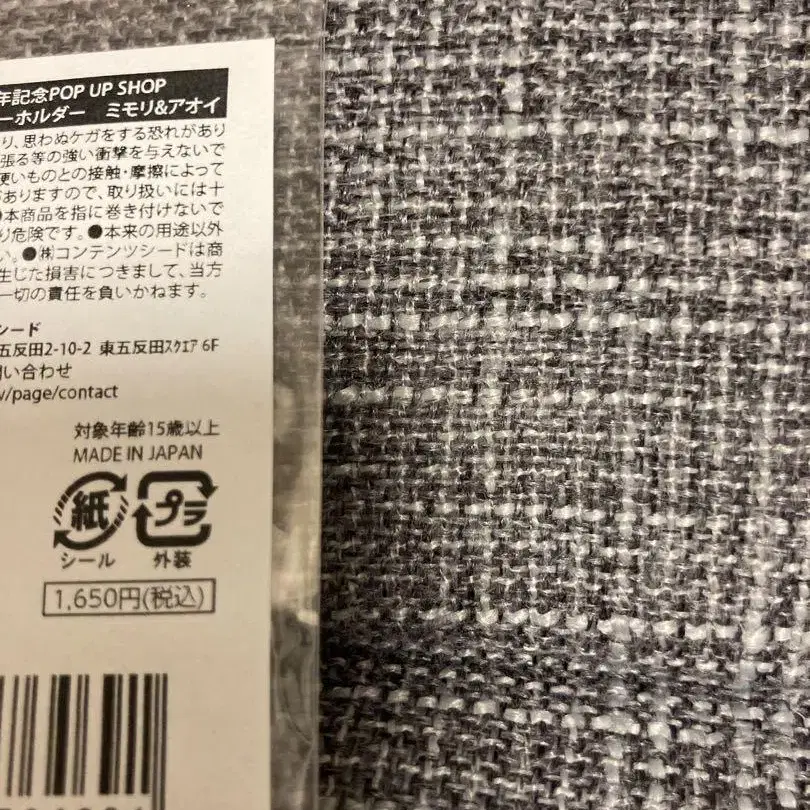 年記念POP UP SHOP
ーホルダー ミモリ&アオイ
り、思わぬケガをする恐れがあり
張る等の強い衝撃を与えないで
使いものとの接触・摩擦によって
がありますので、取り扱いには十
●本商品を指に巻き付けないで
り危険です。●本来の用途以外
い。●㈱コンテンツシードは商
生じた損害につきまして、当方
一切の責任を負いかねます。
シード
五反田2-10-2 東五反田スクエア 6F
い合わせ
/page/contact
対象年齢15歳以上
MADE IN JAPAN
紙 プラ
シール 外装
1,650円(税込)